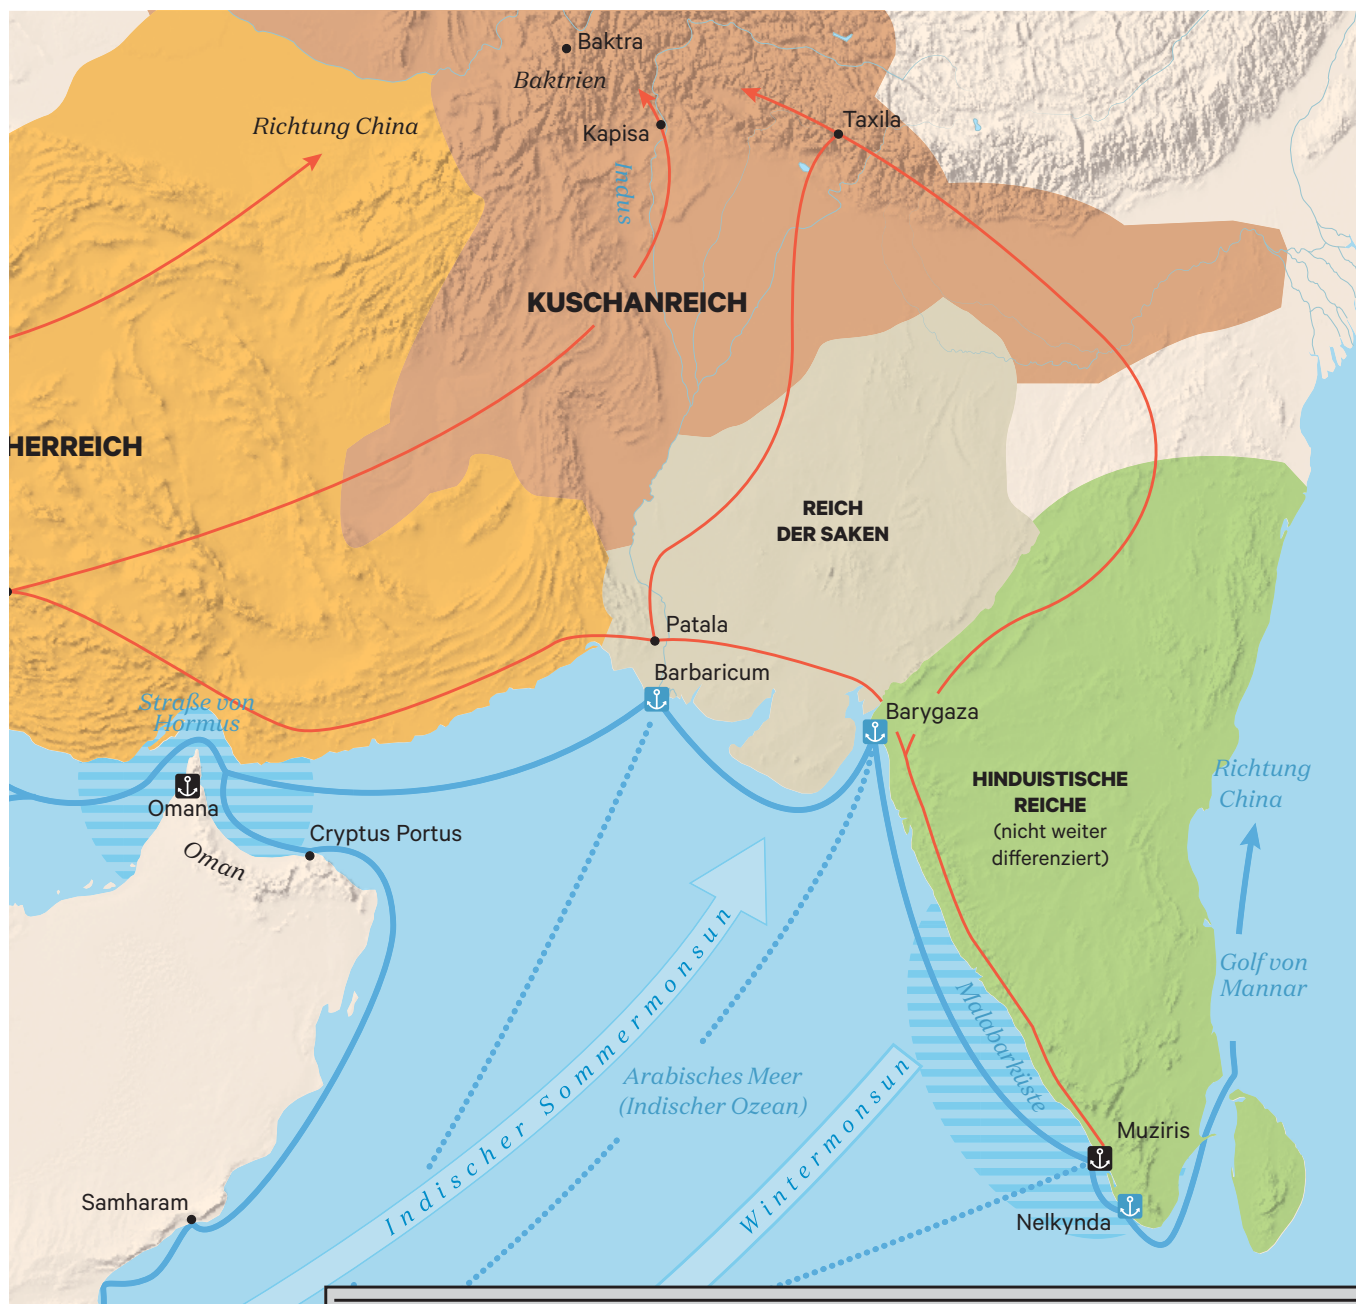 Baktra
Baktrien
Richtung China
Kapisa
Taxila
Indus
KUSCHANREICH
HERREICH
REICH
DER SAKEN
Patala
Barbaricum
Straße von
Hormus
Barygaza
Omana
Cryptus Portus
Oman
HINDUISTISCHE
REICHE
(nicht weiter
differenziert)
Richtung
China
Golf von
Mannar
Malabarküste
Indischer Sommermonsun
Arabisches Meer
(Indischer Ozean)
Wintermonsun
Muziris
Samharam
Nelkynda